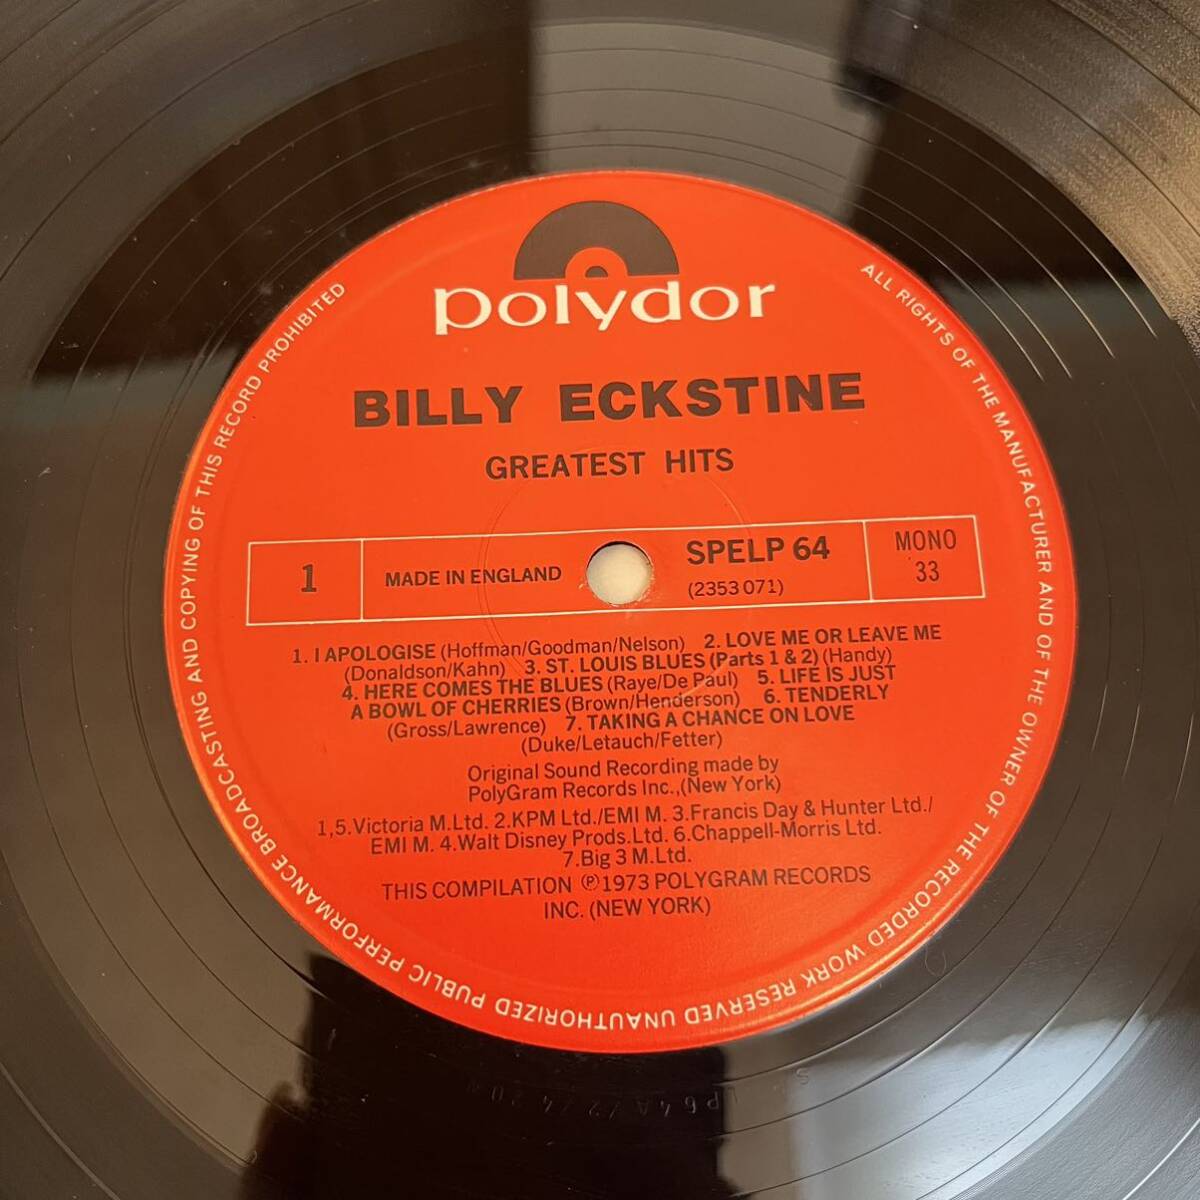 polydor
BILLY ECKSTINE
GREATEST HITS
1
MADE IN ENGLAND
SPELP 64
(2353 071)
MONO
33
1. I APOLOGISE (Hoffman/Goodman/Nelson) 2. LOVE ME OR LEAVE ME
(Donaldson/Kahn) 3. ST. LOUIS BLUES (Parts 1 & 2) (Handy)
4. HERE COMES THE BLUES (Raye/De Paul) 5. LIFE IS JUST
A BOWL OF CHERRIES (Brown/Henderson) 6. TENDERLY
(Gross/Lawrence) 7. TAKING A CHANCE ON LOVE
(Duke/Letauch/Fetter)
Original Sound Recording made by
PolyGram Records Inc.,(New York)
1,5.Victoria M.Ltd. 2.KPM Ltd./EMI M. 3.Francis Day & Hunter Ltd./
EMI M. 4.Walt Disney Prods.Ltd. 6.Chappell-Morris Ltd.
7.Big 3 M.Ltd.
THIS COMPILATION ℗1973 POLYGRAM RECORDS
INC. (NEW YORK)
ALL RIGHTS OF THE MANUFACTURER AND OF THE OWNER OF THE RECORDED WORK RESERVED UNAUTHORIZED PUBLIC PERFORMANCE BROADCASTING AND COPYING OF THIS RECORD PROHIBITED